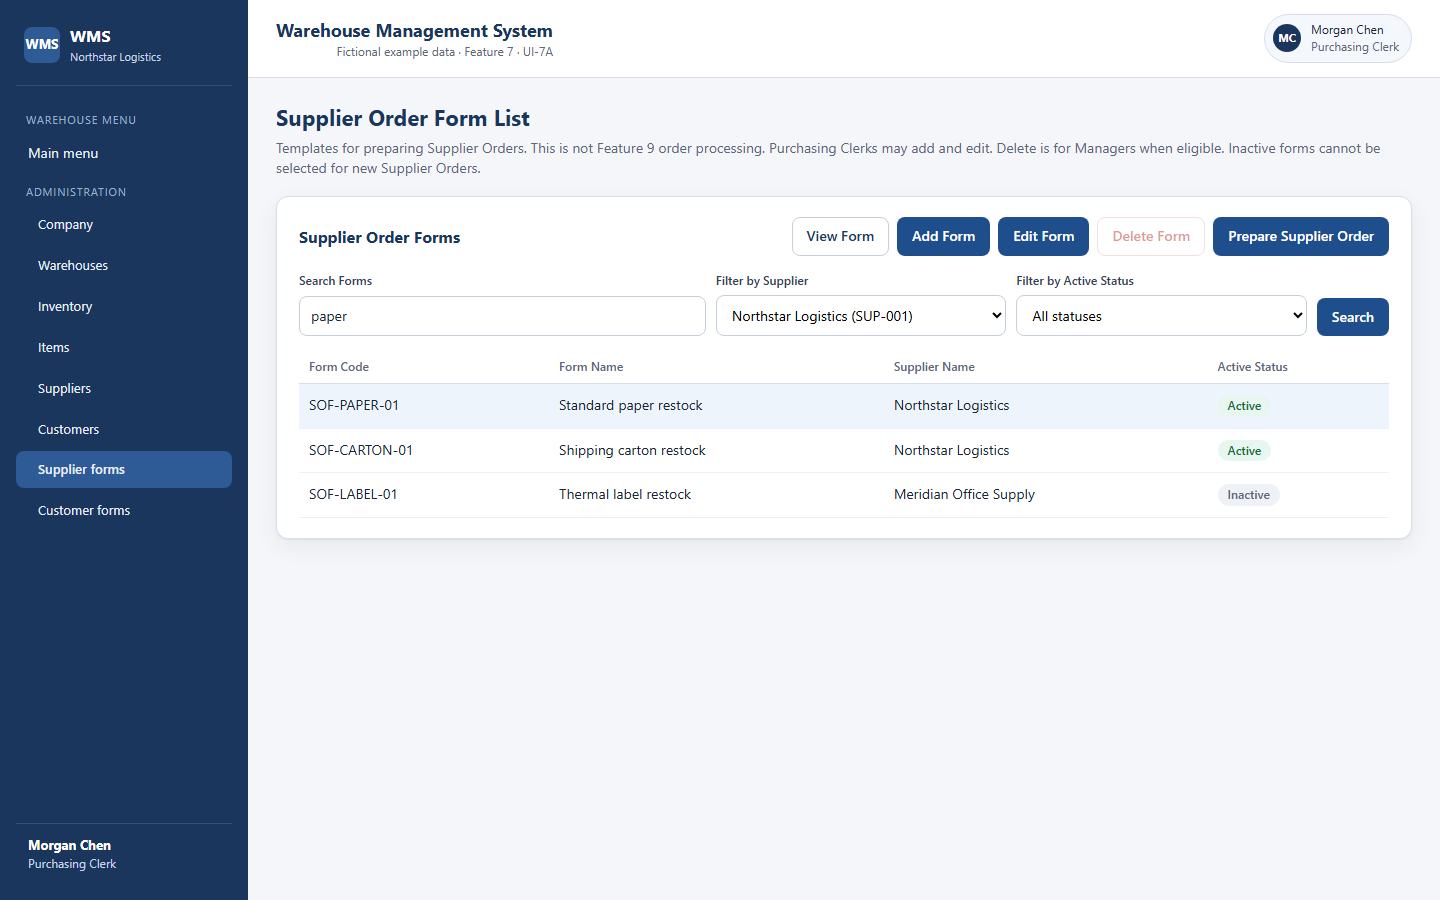 WMS
WMS
Northstar Logistics
WAREHOUSE MENU
Main menu
ADMINISTRATION
Company
Warehouses
Inventory
Items
Suppliers
Customers
Supplier forms
Customer forms
Morgan Chen
Purchasing Clerk
Warehouse Management System
Fictional example data · Feature 7 · UI-7A
MC
Morgan Chen
Purchasing Clerk
Supplier Order Form List
Templates for preparing Supplier Orders. This is not Feature 9 order processing. Purchasing Clerks may add and edit. Delete is for Managers when eligible. Inactive forms cannot be
selected for new Supplier Orders.
Supplier Order Forms
View Form
Add Form
Edit Form
Delete Form
Prepare Supplier Order
Search Forms
Filter by Supplier
Filter by Active Status
paper
Northstar Logistics (SUP-001)
All statuses
Search
Form Code Form Name Supplier Name Active Status
SOF-PAPER-01 Standard paper restock Northstar Logistics Active
SOF-CARTON-01 Shipping carton restock Northstar Logistics Active
SOF-LABEL-01 Thermal label restock Meridian Office Supply Inactive